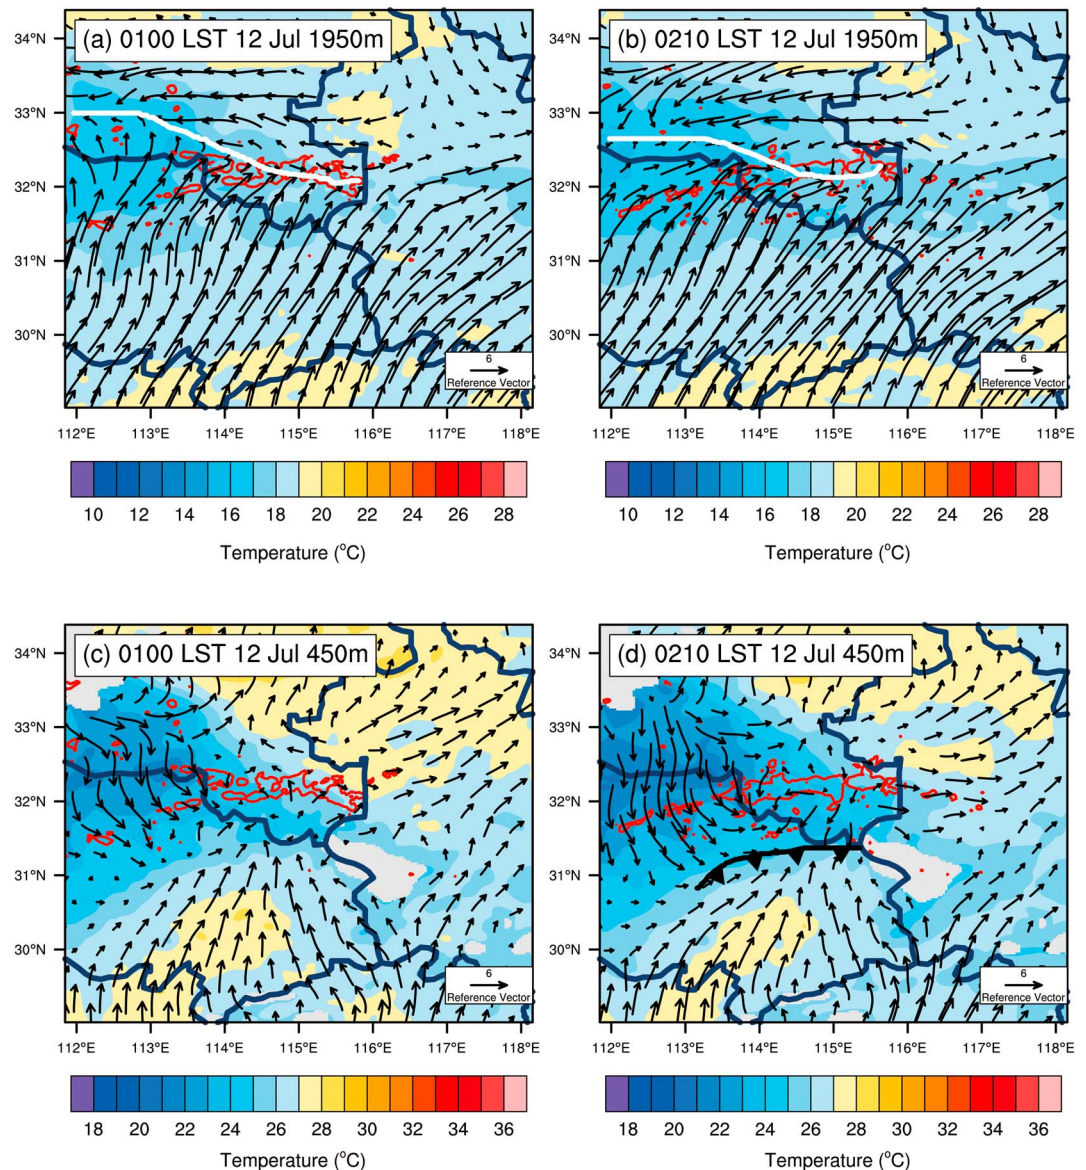 (a) 0100 LST 12 Jul 1950m
(b) 0210 LST 12 Jul 1950m
34°N
33°N
32°N
31°N
30°N
6
Reference Vector
112°E 113°E 114°E 115°E 116°E 117°E 118°E
34°N
33°N
32°N
31°N
30°N
6
Reference Vector
112°E 113°E 114°E 115°E 116°E 117°E 118°E
10 12 14 16 18 20 22 24 26 28
Temperature (°C)
10 12 14 16 18 20 22 24 26 28
Temperature (°C)
(c) 0100 LST 12 Jul 450m
(d) 0210 LST 12 Jul 450m
34°N
33°N
32°N
31°N
30°N
6
Reference Vector
112°E 113°E 114°E 115°E 116°E 117°E 118°E
34°N
33°N
32°N
31°N
30°N
6
Reference Vector
112°E 113°E 114°E 115°E 116°E 117°E 118°E
18 20 22 24 26 28 30 32 34 36
Temperature (°C)
18 20 22 24 26 28 30 32 34 36
Temperature (°C)